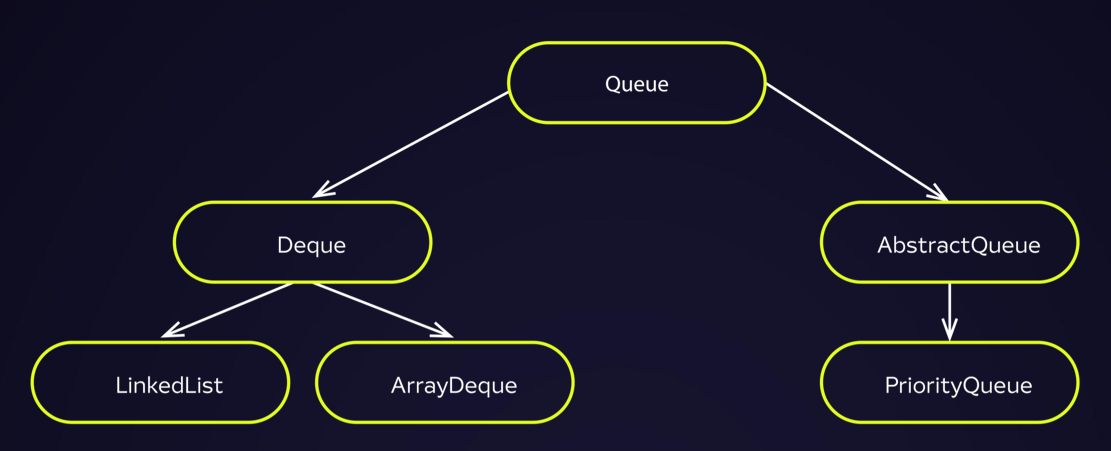 Queue
Deque
AbstractQueue
LinkedList
ArrayDeque
PriorityQueue